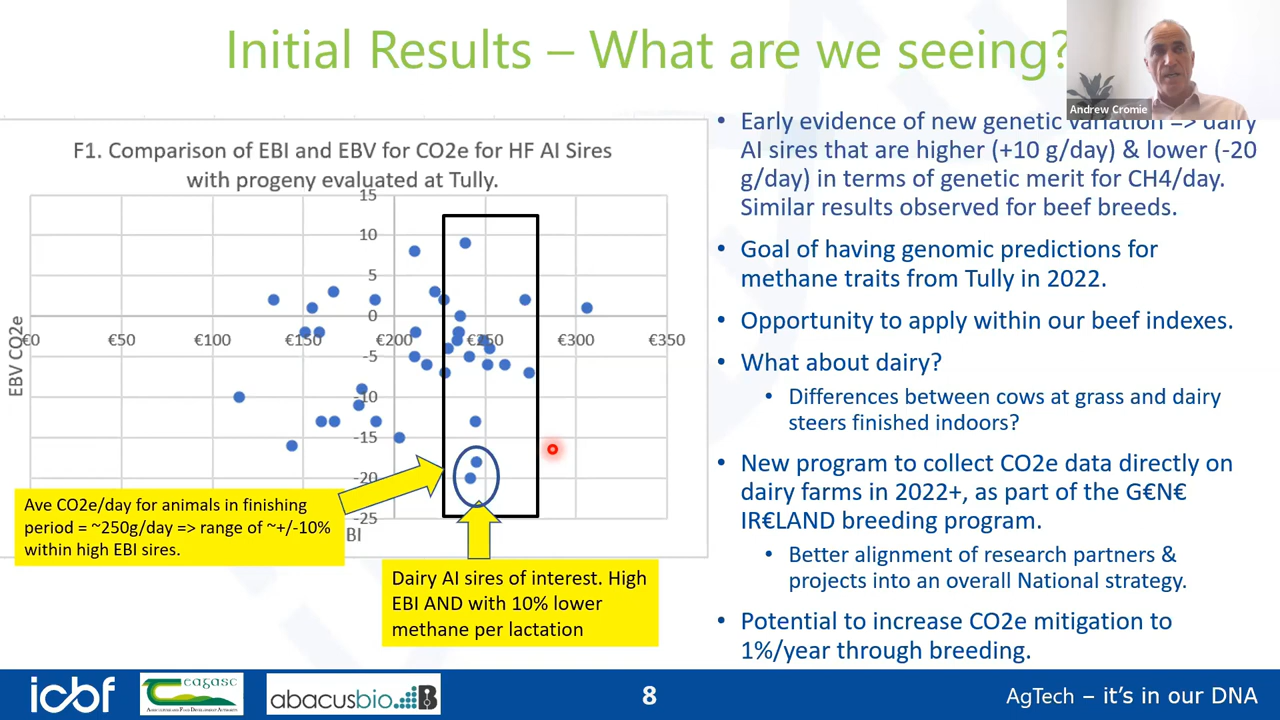 Initial Results – What are we seeing?
Andrew Cromie
F1. Comparison of EBI and EBV for CO2e for HF AI Sires
with progeny evaluated at Tully.
15
10
5
0
€0 €50 €100 €150 €200 €250 €300 €350
-5
-10
-15
-20
-25
EBV CO2e
BI
Ave CO2e/day for animals in finishing
period = ~250g/day => range of ~+/-10%
within high EBI sires.
Dairy AI sires of interest. High
EBI AND with 10% lower
methane per lactation
• Early evidence of new genetic variation => dairy
AI sires that are higher (+10 g/day) & lower (-20
g/day) in terms of genetic merit for CH4/day.
Similar results observed for beef breeds.
• Goal of having genomic predictions for
methane traits from Tully in 2022.
• Opportunity to apply within our beef indexes.
• What about dairy?
• Differences between cows at grass and dairy
steers finished indoors?
• New program to collect CO2e data directly on
dairy farms in 2022+, as part of the G€N€
IR€LAND breeding program.
• Better alignment of research partners &
projects into an overall National strategy.
• Potential to increase CO2e mitigation to
1%/year through breeding.
icbf
teagasc
Agriculture and Food Development Authority
abacusbio
8
AgTech – it's in our DNA